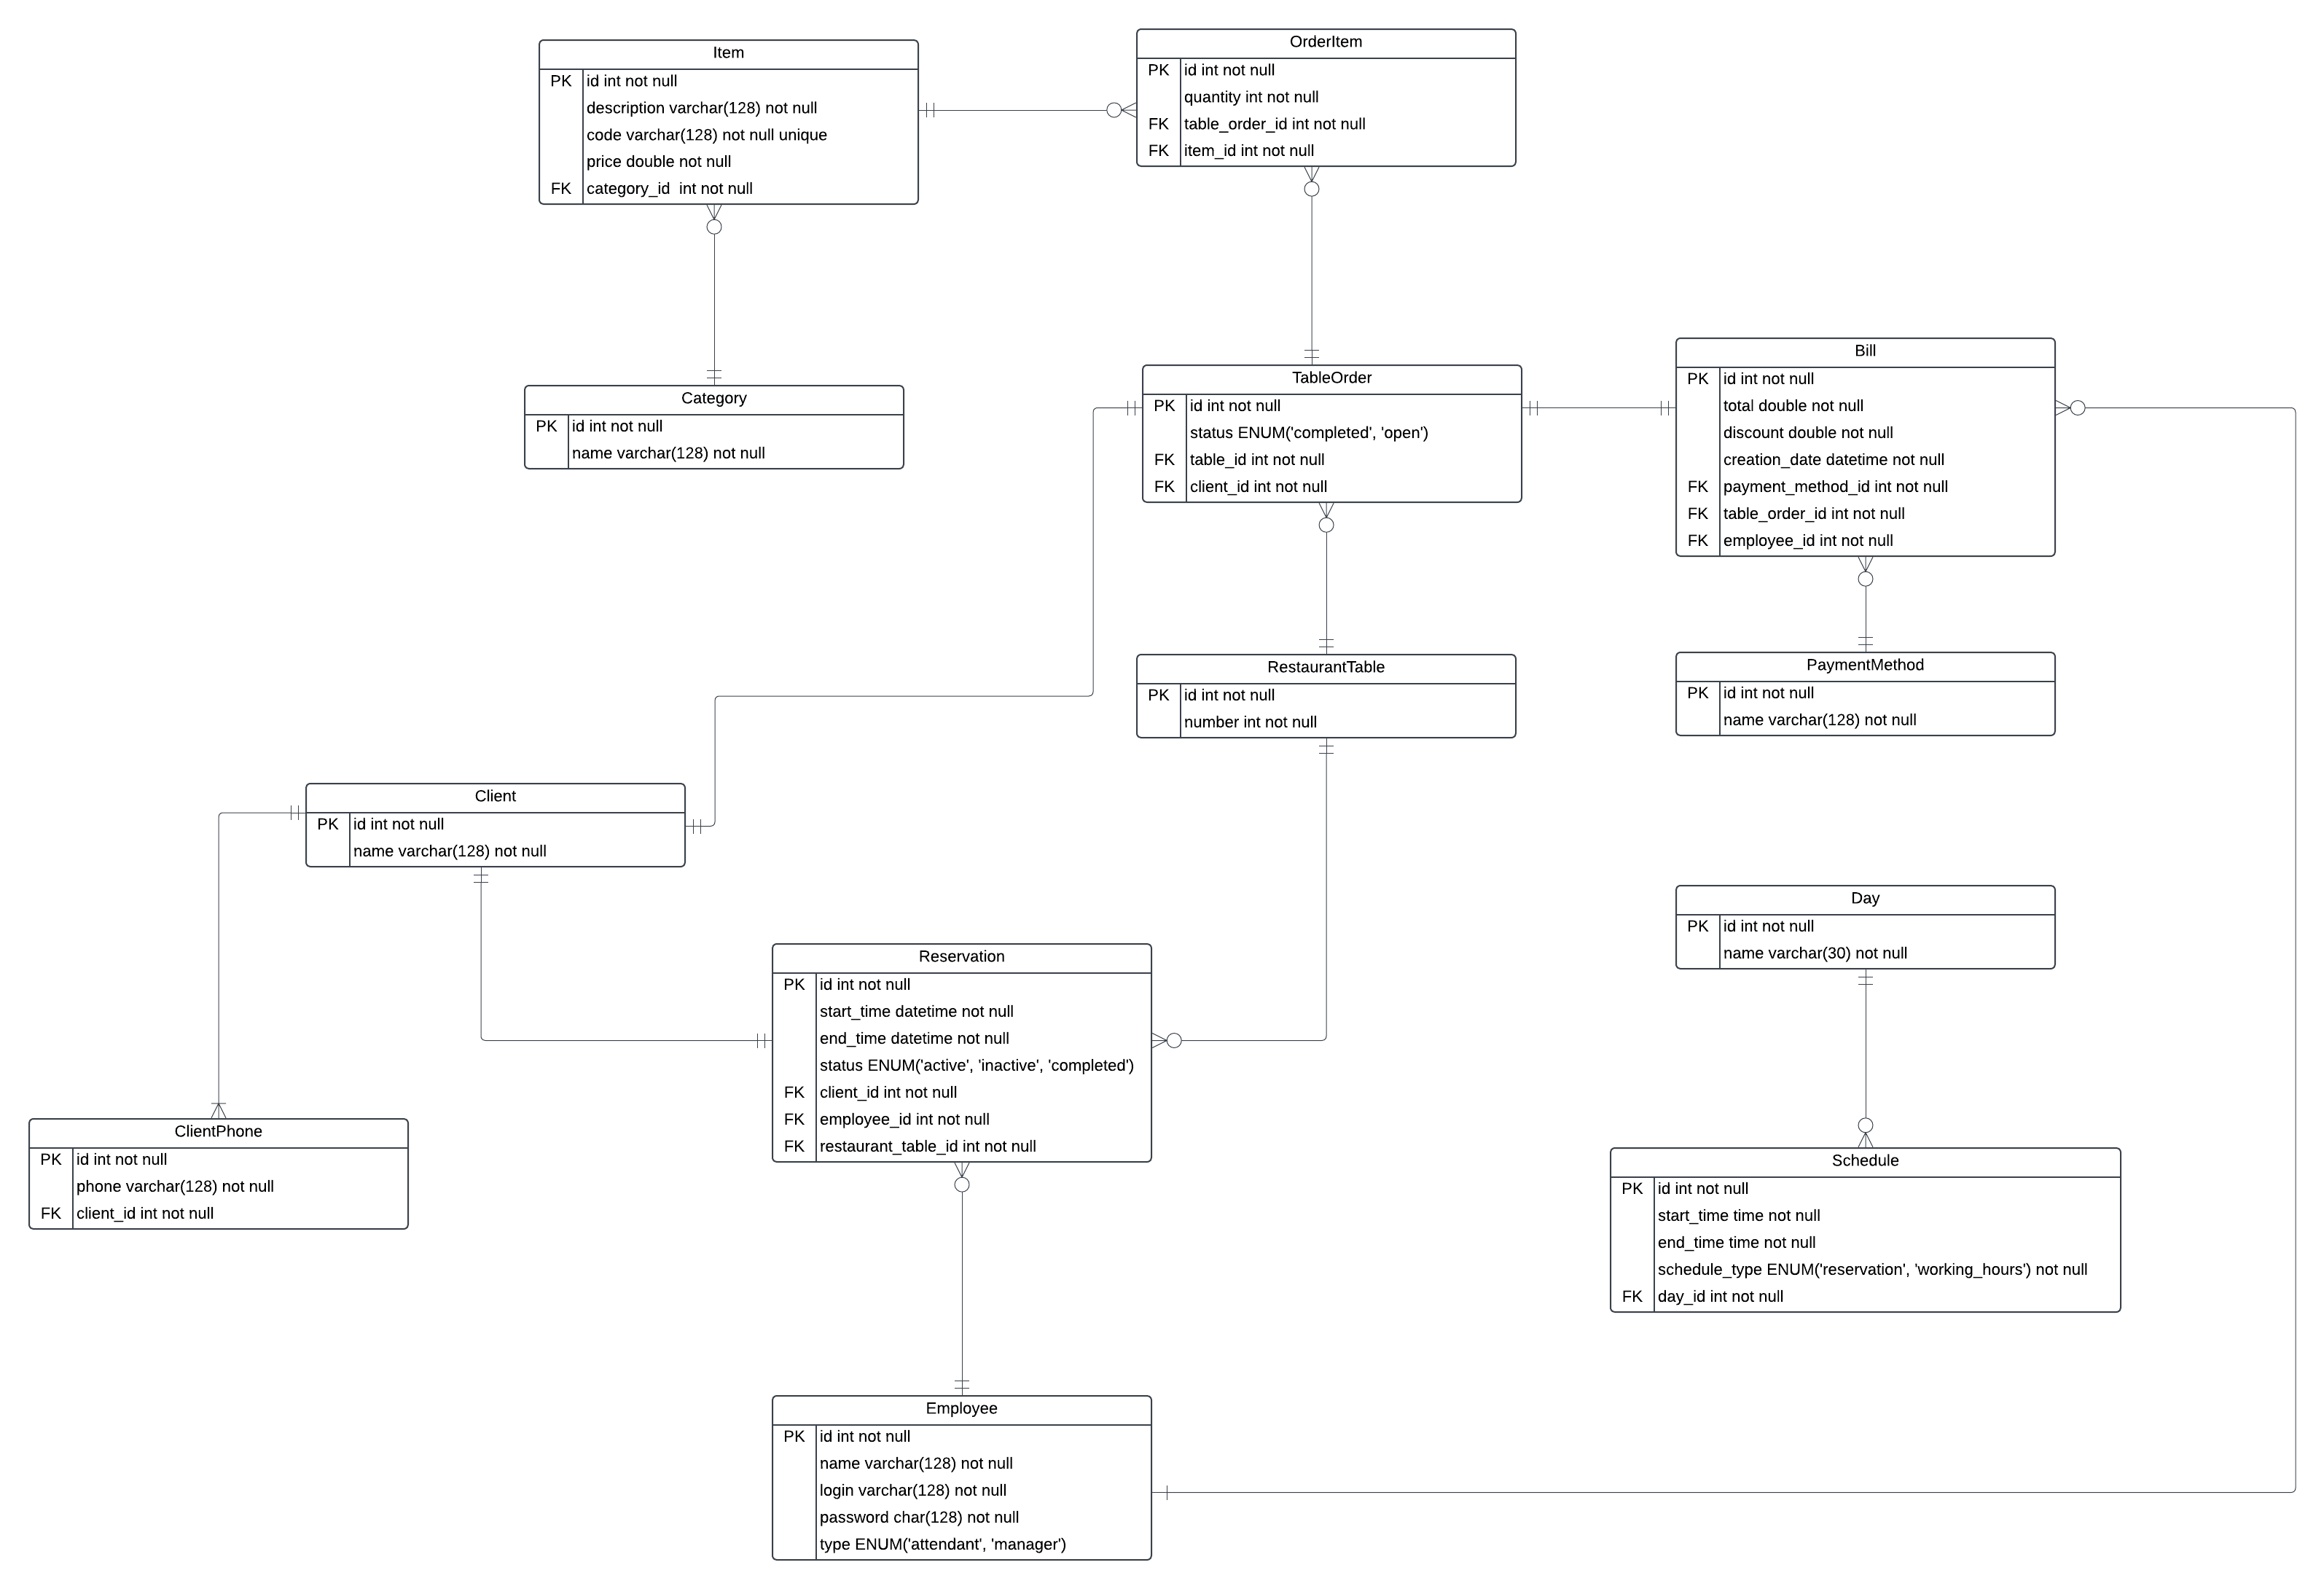 Item
PK id int not null
description varchar(128) not null
code varchar(128) not null unique
price double not null
FK category_id  int not null
OrderItem
PK id int not null
quantity int not null
FK table_order_id int not null
FK item_id int not null
Category
PK id int not null
name varchar(128) not null
TableOrder
PK id int not null
status ENUM('completed', 'open')
FK table_id int not null
FK client_id int not null
Bill
PK id int not null
total double not null
discount double not null
creation_date datetime not null
FK payment_method_id int not null
FK table_order_id int not null
FK employee_id int not null
RestaurantTable
PK id int not null
number int not null
PaymentMethod
PK id int not null
name varchar(128) not null
Client
PK id int not null
name varchar(128) not null
Day
PK id int not null
name varchar(30) not null
Reservation
PK id int not null
start_time datetime not null
end_time datetime not null
status ENUM('active', 'inactive', 'completed')
FK client_id int not null
FK employee_id int not null
FK restaurant_table_id int not null
ClientPhone
PK id int not null
phone varchar(128) not null
FK client_id int not null
Schedule
PK id int not null
start_time time not null
end_time time not null
schedule_type ENUM('reservation', 'working_hours') not null
FK day_id int not null
Employee
PK id int not null
name varchar(128) not null
login varchar(128) not null
password char(128) not null
type ENUM('attendant', 'manager')